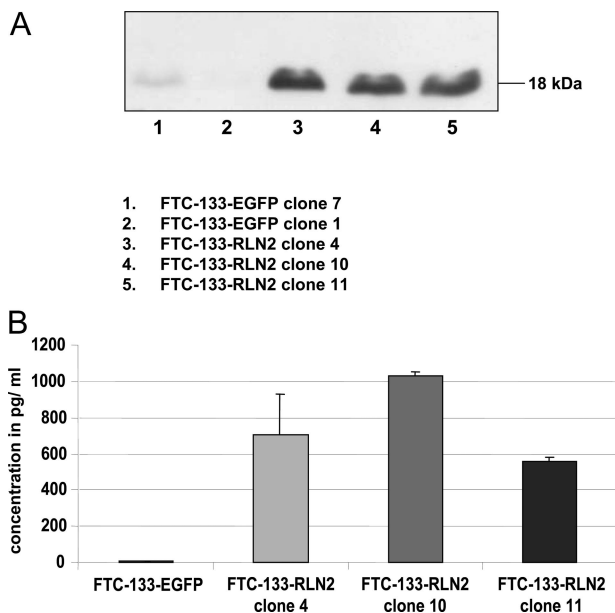 A
18 kDa
1 2 3 4 5
1. FTC-133-EGFP clone 7
2. FTC-133-EGFP clone 1
3. FTC-133-RLN2 clone 4
4. FTC-133-RLN2 clone 10
5. FTC-133-RLN2 clone 11
B
concentration in pg/ ml
1200
1000
800
600
400
200
0
FTC-133-EGFP
FTC-133-RLN2
clone 4
FTC-133-RLN2
clone 10
FTC-133-RLN2
clone 11